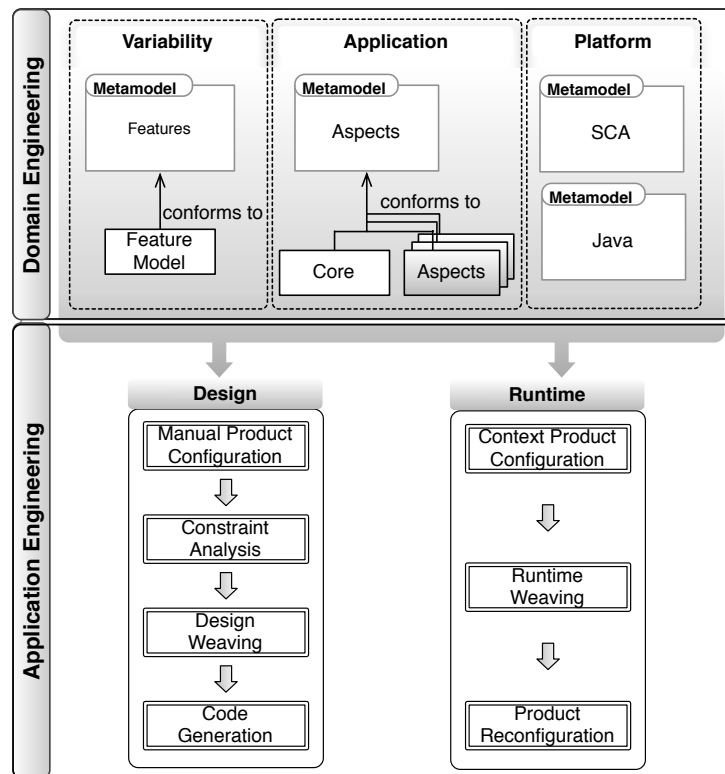 Domain Engineering
Variability
Metamodel
Features
conforms to
Feature
Model
Application
Metamodel
Aspects
conforms to
Core
Aspects
Platform
Metamodel
SCA
Metamodel
Java
Application Engineering
Design
Manual Product
Configuration
Constraint
Analysis
Design
Weaving
Code
Generation
Runtime
Context Product
Configuration
Runtime
Weaving
Product
Reconfiguration